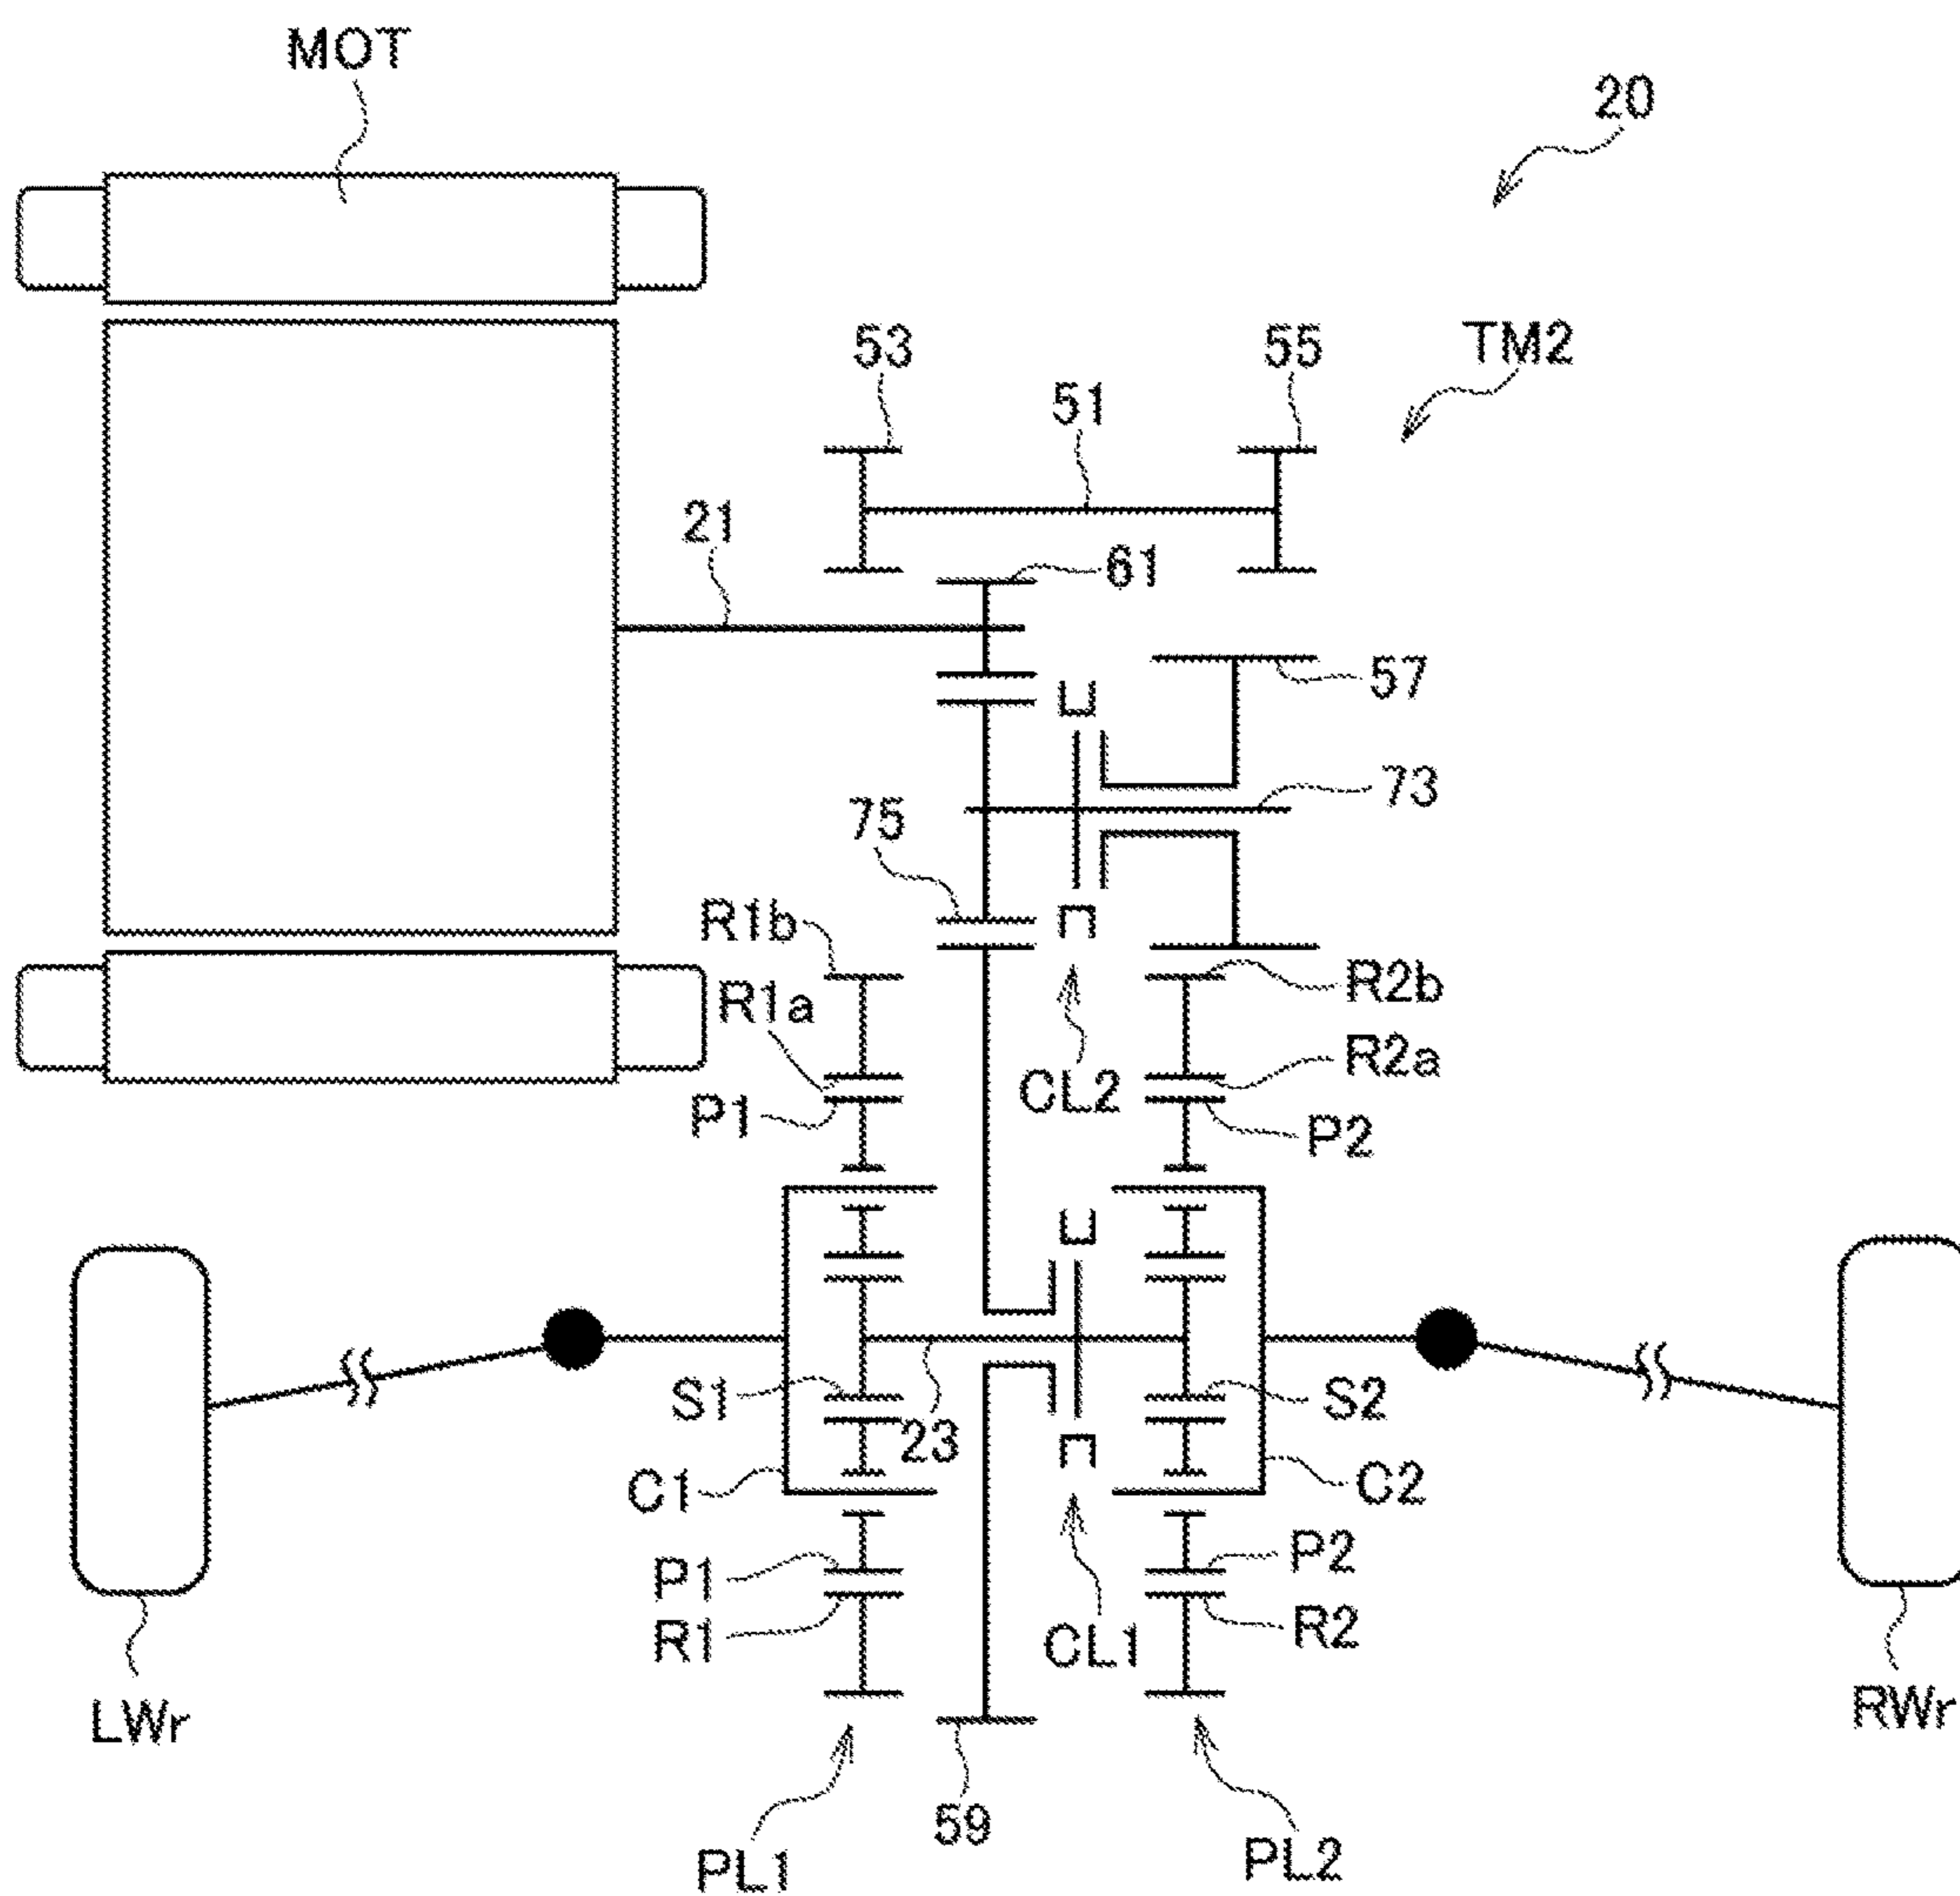 MOT
20
53
55
TM2
51
21
61
57
73
75
R1b
R2b
R1a
R2a
CL2
P1
P2
S1
S2
23
C1
C2
P1
P2
R1
R2
CL1
LWr
RWr
59
PL1
PL2